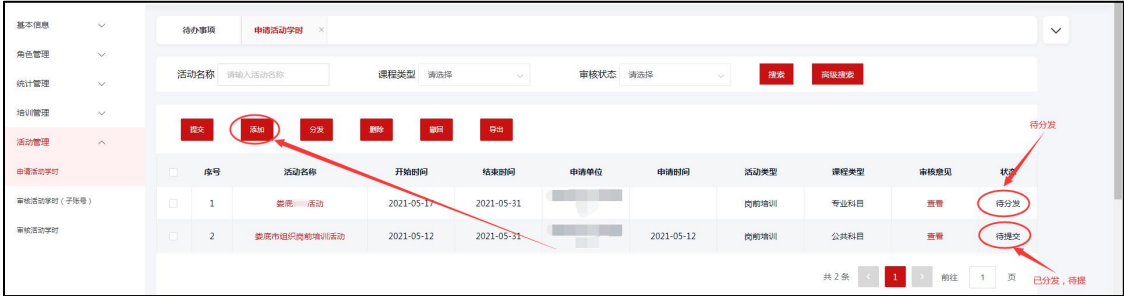 基本信息
角色管理
统计管理
培训管理
活动管理
申请活动学时
审核活动学时（子账号）
审核活动学时
待办事项 申请活动学时 ×
活动名称 请输入活动名称 课程类型 请选择 审核状态 请选择 搜索 高级搜索
提交 添加 分发 删除 撤回 导出
待分发
序号 活动名称 开始时间 结束时间 申请单位 申请时间 活动类型 课程类型 审核意见 状态
1 娄底 活动 2021-05-17 2021-05-31 岗前培训 专业科目 查看 待分发
2 娄底市组织岗前培训活动 2021-05-12 2021-05-31 2021-05-12 岗前培训 公共科目 查看 待提交
共 2 条 < 1 > 前往 1 页
已分发，待提